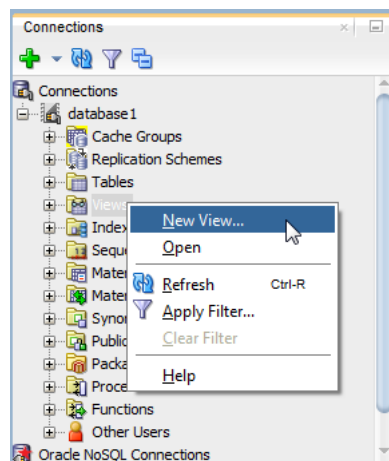 Connections
Connections
database1
Cache Groups
Replication Schemes
Tables
Views
New View...
Index
Open
Sequ
Mater
Refresh Ctrl-R
Mater
Apply Filter...
Synor
Clear Filter
Public
Packa
Help
Proce
Functions
Other Users
Oracle NoSQL Connections